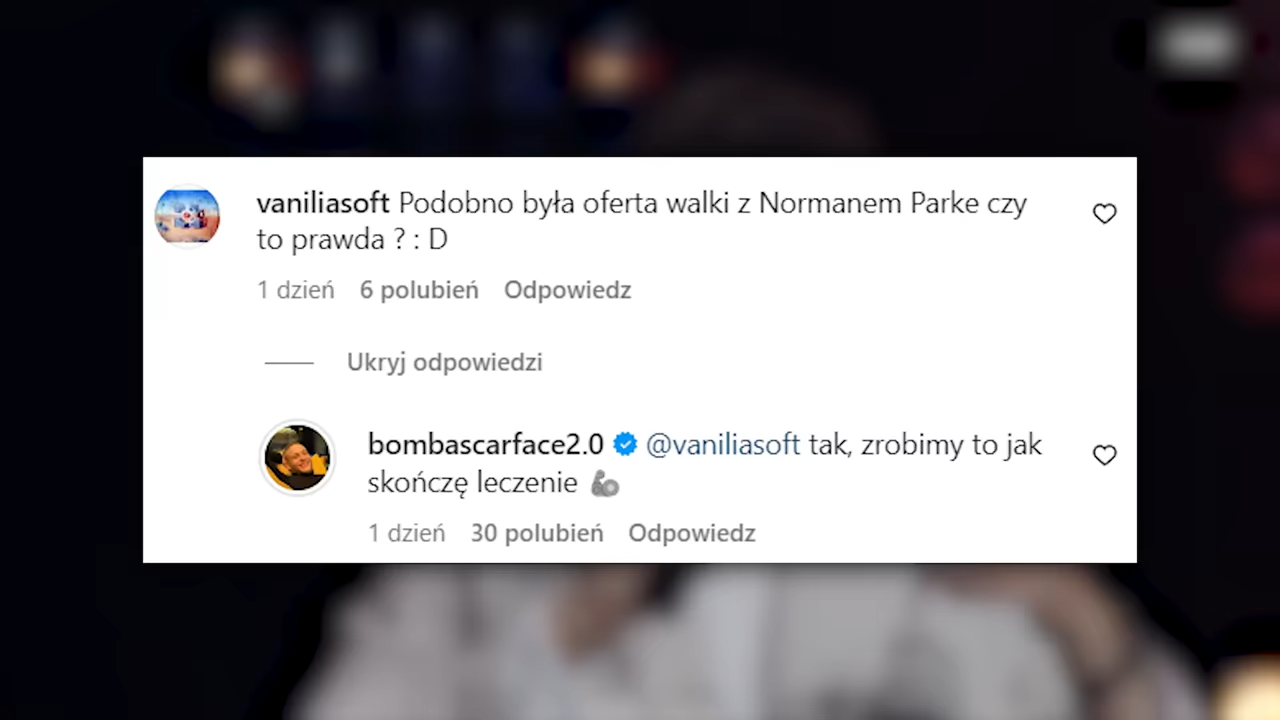 vaniliasoft Podobno była oferta walki z Normanem Parke czy
to prawda ? : D
1 dzień 6 polubień Odpowiedz
Ukryj odpowiedzi
bombascarface2.0 @vaniliasoft tak, zrobimy to jak
skończę leczenie 🦾
1 dzień 30 polubień Odpowiedz